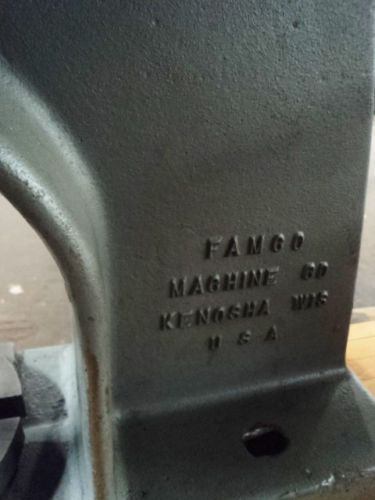 FAMCO
MACHINE CO
KENOSHA WIS
U S A